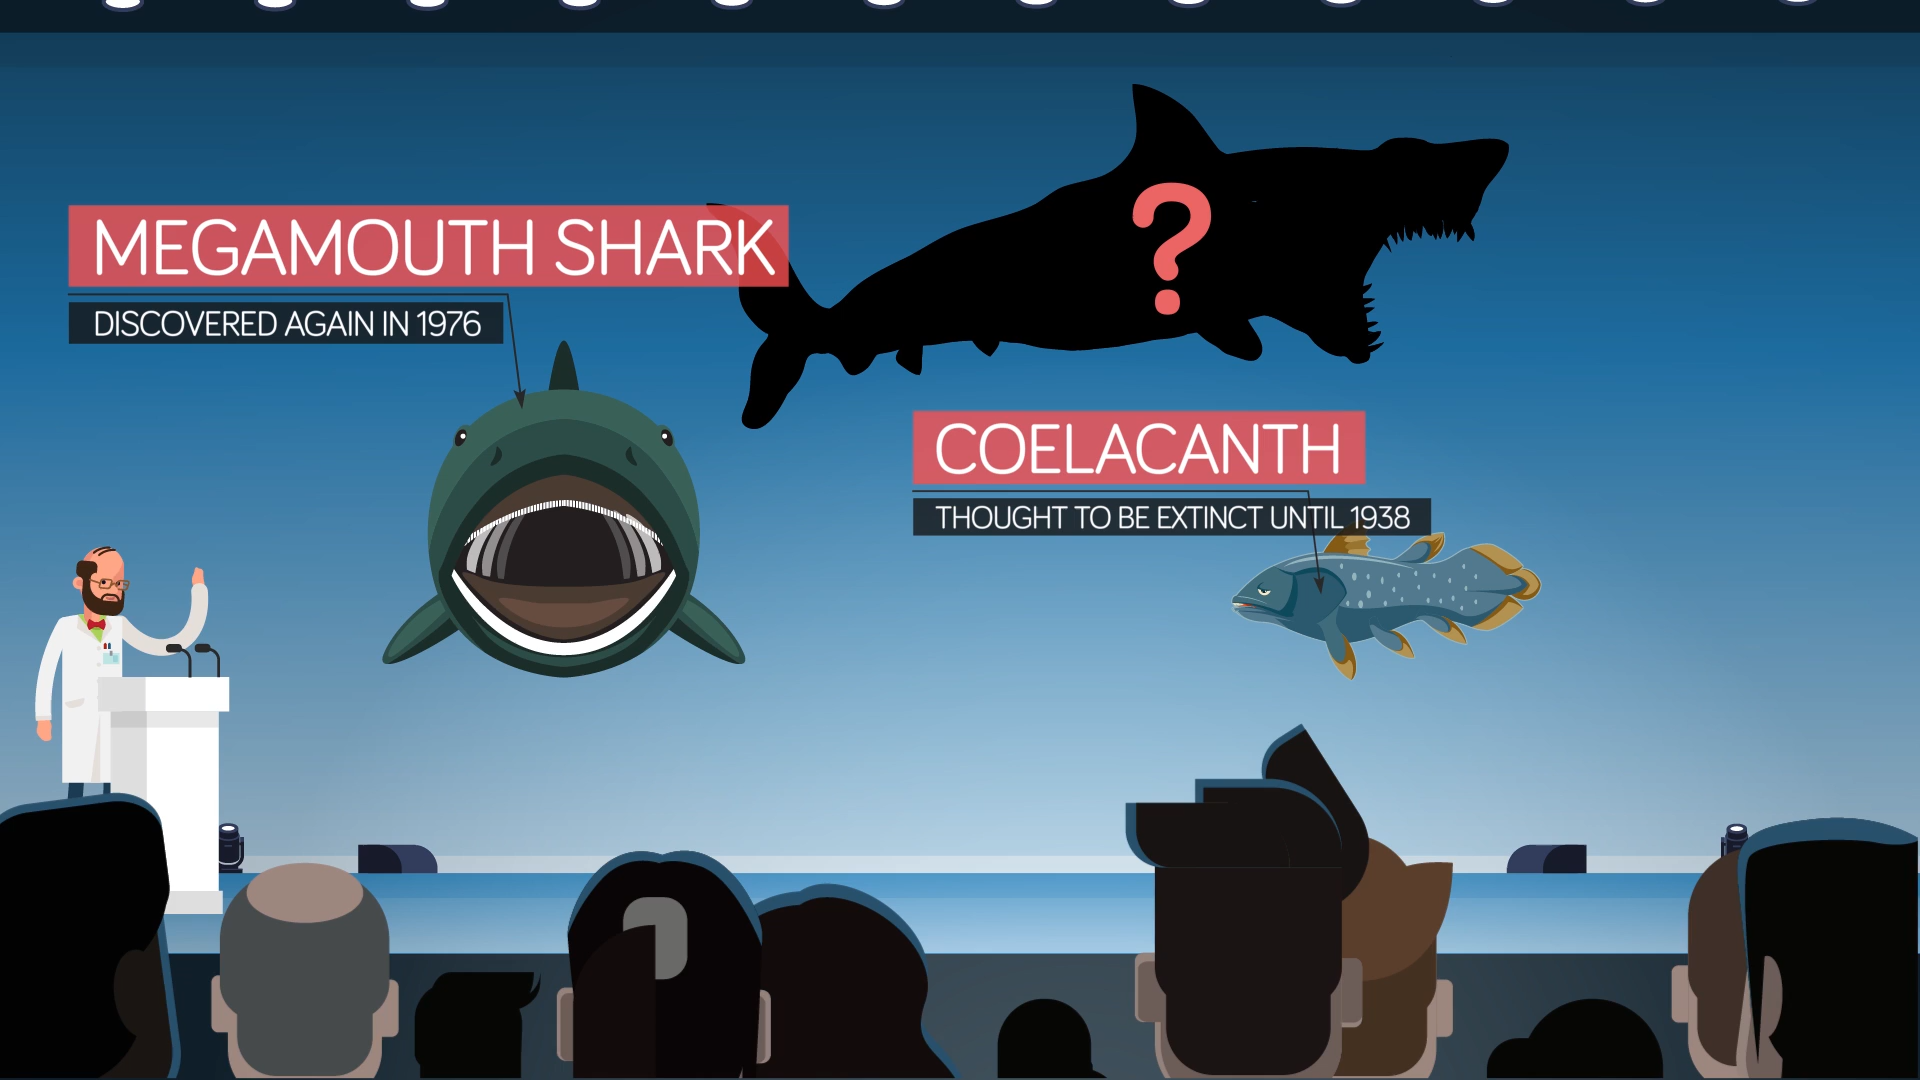 MEGAMOUTH SHARK
DISCOVERED AGAIN IN 1976
?
COELACANTH
THOUGHT TO BE EXTINCT UNTIL 1938